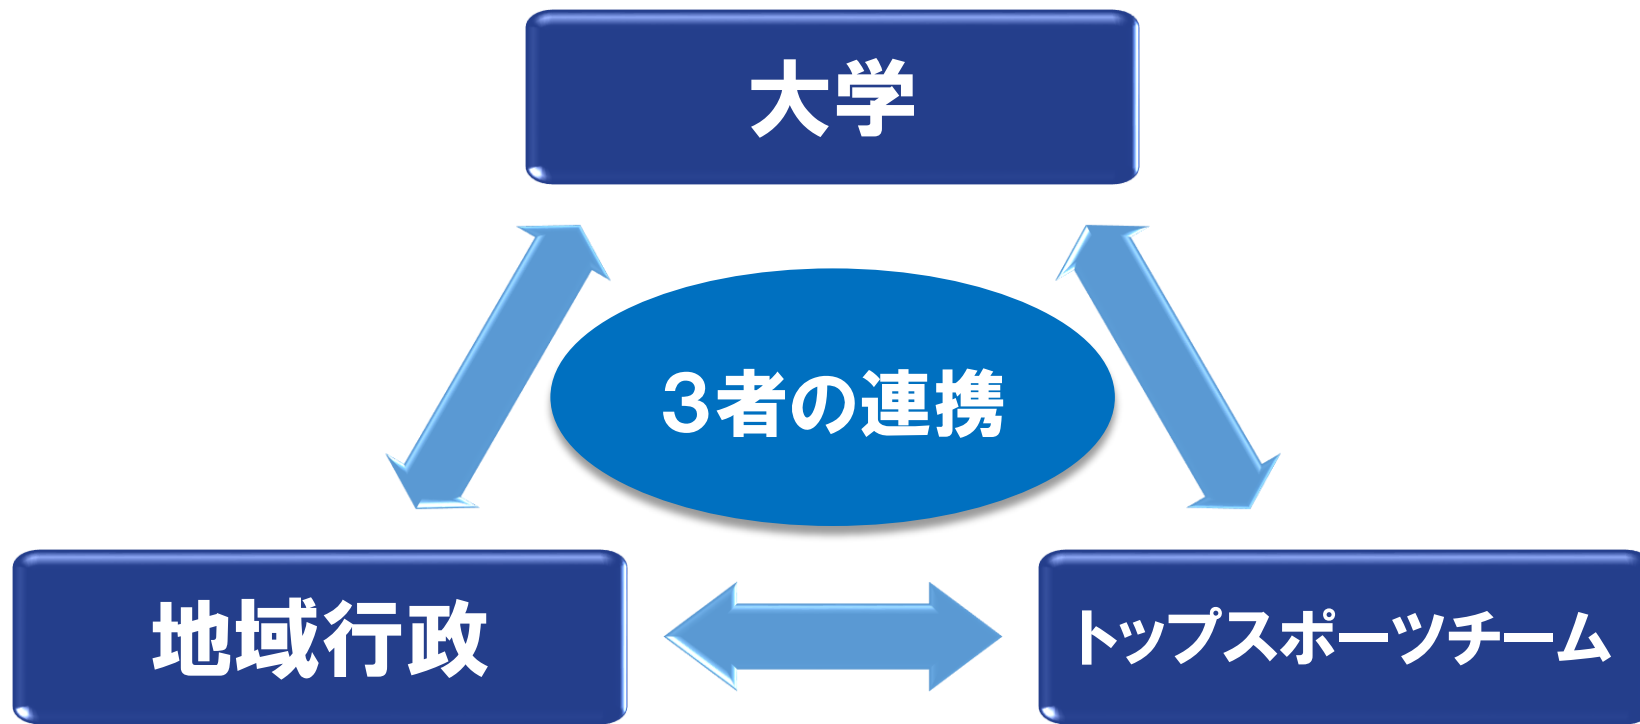 大学
３者の連携
地域行政
トップスポーツチーム